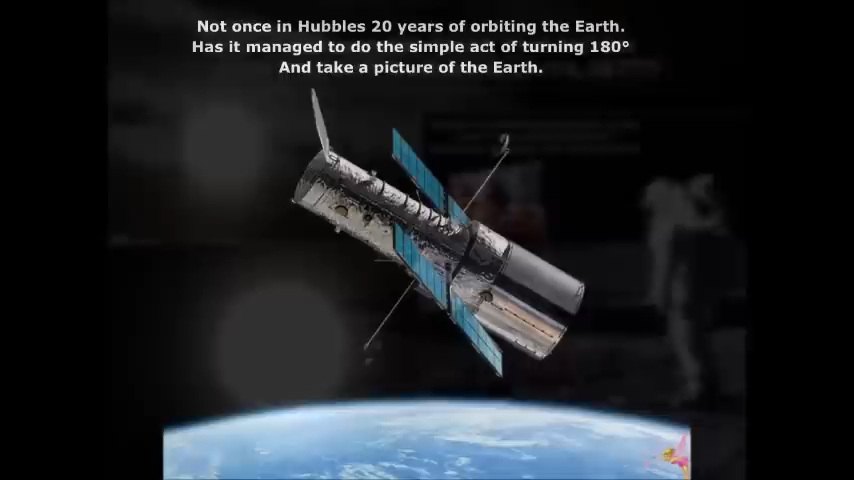 Not once in Hubbles 20 years of orbiting the Earth.
Has it managed to do the simple act of turning 180°
And take a picture of the Earth.